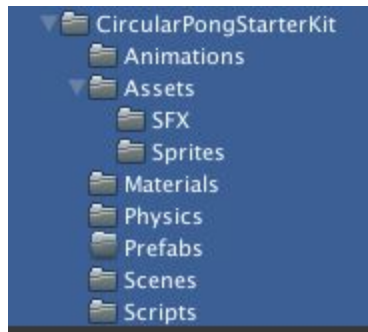 CircularPongStarterKit
Animations
Assets
SFX
Sprites
Materials
Physics
Prefabs
Scenes
Scripts